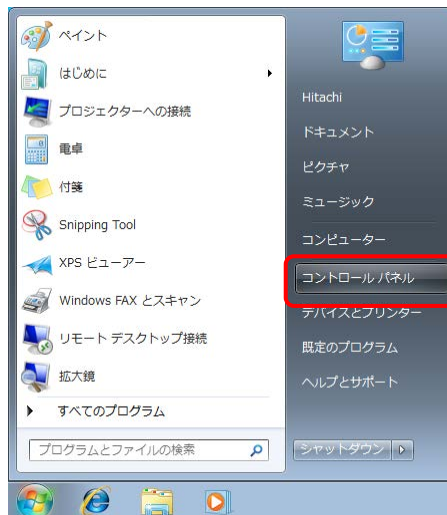 ペイント
はじめに
プロジェクターへの接続
電卓
付箋
Snipping Tool
XPS ビューアー
Windows FAX とスキャン
リモート デスクトップ接続
拡大鏡
すべてのプログラム
プログラムとファイルの検索
Hitachi
ドキュメント
ピクチャ
ミュージック
コンピューター
コントロール パネル
デバイスとプリンター
既定のプログラム
ヘルプとサポート
シャットダウン